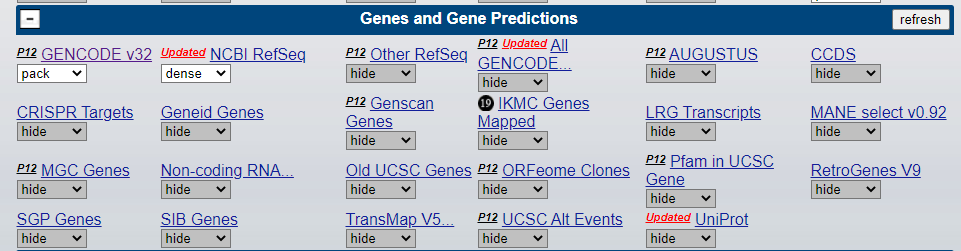 Genes and Gene Predictions
refresh
P12 GENCODE v32
pack
Updated NCBI RefSeq
dense
P12 Other RefSeq
hide
P12 Updated All
GENCODE...
hide
P12 AUGUSTUS
hide
CCDS
hide
CRISPR Targets
hide
Geneid Genes
hide
P12 Genscan
Genes
hide
19 IKMC Genes
Mapped
hide
LRG Transcripts
hide
MANE select v0.92
hide
P12 MGC Genes
hide
Non-coding RNA...
hide
Old UCSC Genes
hide
P12 ORFeome Clones
hide
P12 Pfam in UCSC
Gene
hide
RetroGenes V9
hide
SGP Genes
hide
SIB Genes
hide
TransMap V5...
hide
P12 UCSC Alt Events
hide
Updated UniProt
hide